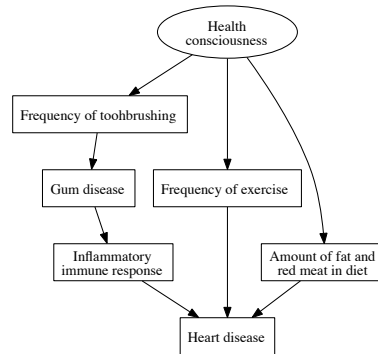 Health
consciousness
Frequency of toohbrushing
Gum disease
Frequency of exercise
Inflammatory
immune response
Amount of fat and
red meat in diet
Heart disease